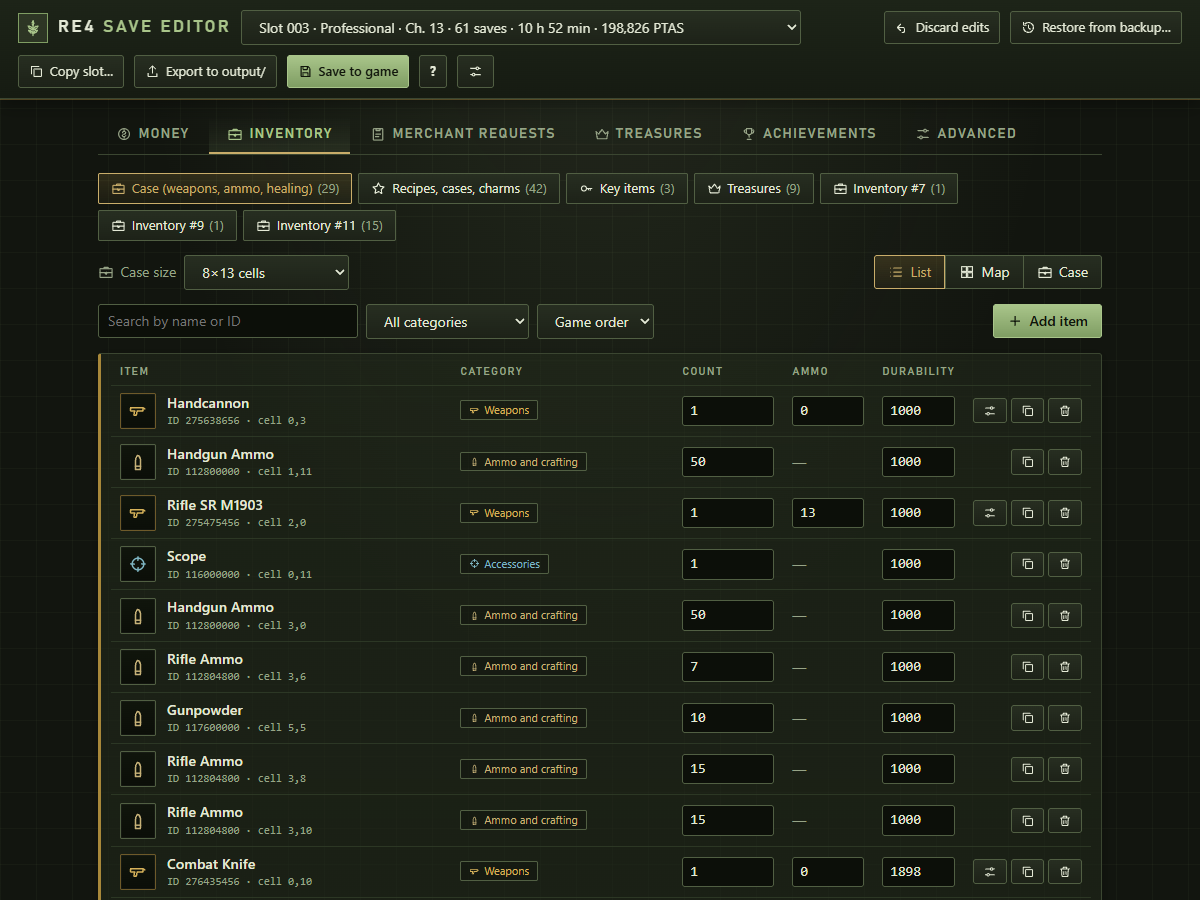 RE4 SAVE EDITOR
Slot 003 · Professional · Ch. 13 · 61 saves · 10 h 52 min · 198,826 PTAS
Discard edits
Restore from backup...
Copy slot...
Export to output/
Save to game
?
MONEY
INVENTORY
MERCHANT REQUESTS
TREASURES
ACHIEVEMENTS
ADVANCED
Case (weapons, ammo, healing) (29)
Recipes, cases, charms (42)
Key items (3)
Treasures (9)
Inventory #7 (1)
Inventory #9 (1)
Inventory #11 (15)
Case size
8×13 cells
List
Map
Case
Search by name or ID
All categories
Game order
+ Add item
ITEM CATEGORY COUNT AMMO DURABILITY
Handcannon
ID 275638656 · cell 0,3
Weapons
1
0
1000
Handgun Ammo
ID 112800000 · cell 1,11
Ammo and crafting
50
—
1000
Rifle SR M1903
ID 275475456 · cell 2,0
Weapons
1
13
1000
Scope
ID 116000000 · cell 0,11
Accessories
1
—
1000
Handgun Ammo
ID 112800000 · cell 3,0
Ammo and crafting
50
—
1000
Rifle Ammo
ID 112804800 · cell 3,6
Ammo and crafting
7
—
1000
Gunpowder
ID 117600000 · cell 5,5
Ammo and crafting
10
—
1000
Rifle Ammo
ID 112804800 · cell 3,8
Ammo and crafting
15
—
1000
Rifle Ammo
ID 112804800 · cell 3,10
Ammo and crafting
15
—
1000
Combat Knife
ID 276435456 · cell 0,10
Weapons
1
0
1898